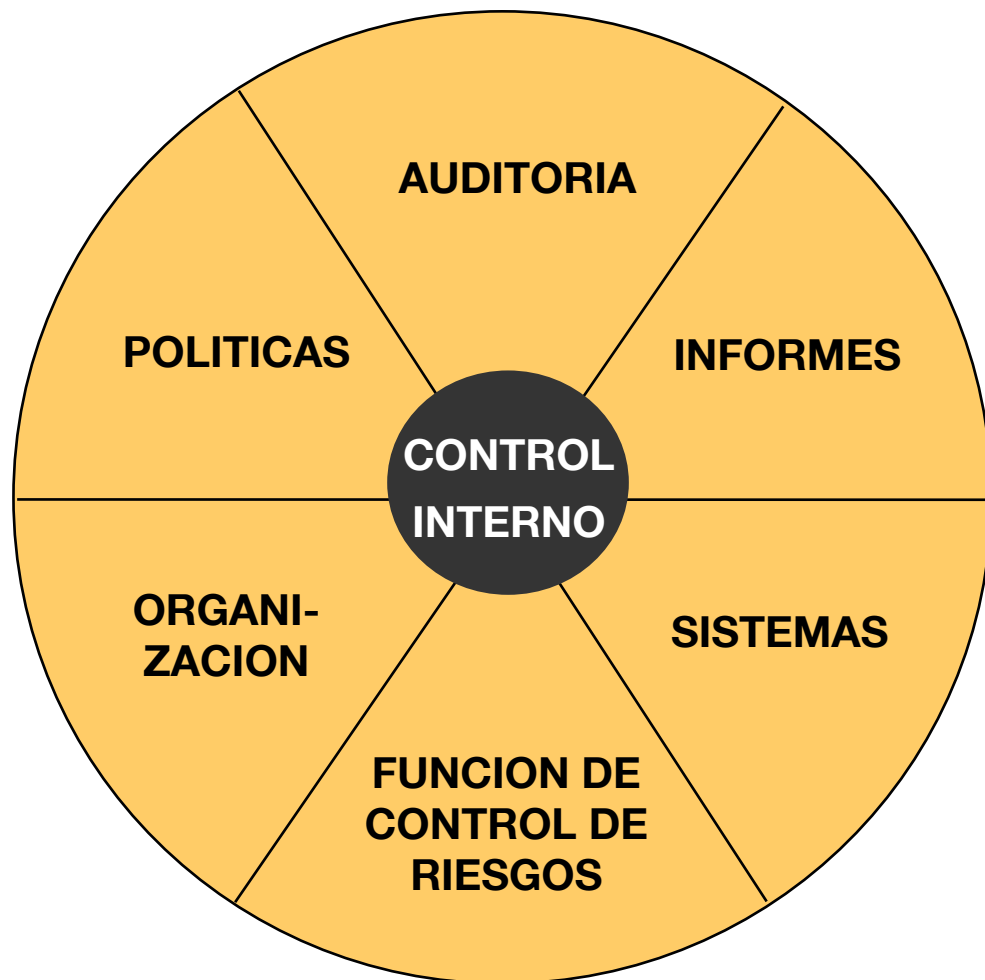 AUDITORIA
POLITICAS
INFORMES
CONTROL
INTERNO
ORGANI-
ZACION
SISTEMAS
FUNCION DE
CONTROL DE
RIESGOS